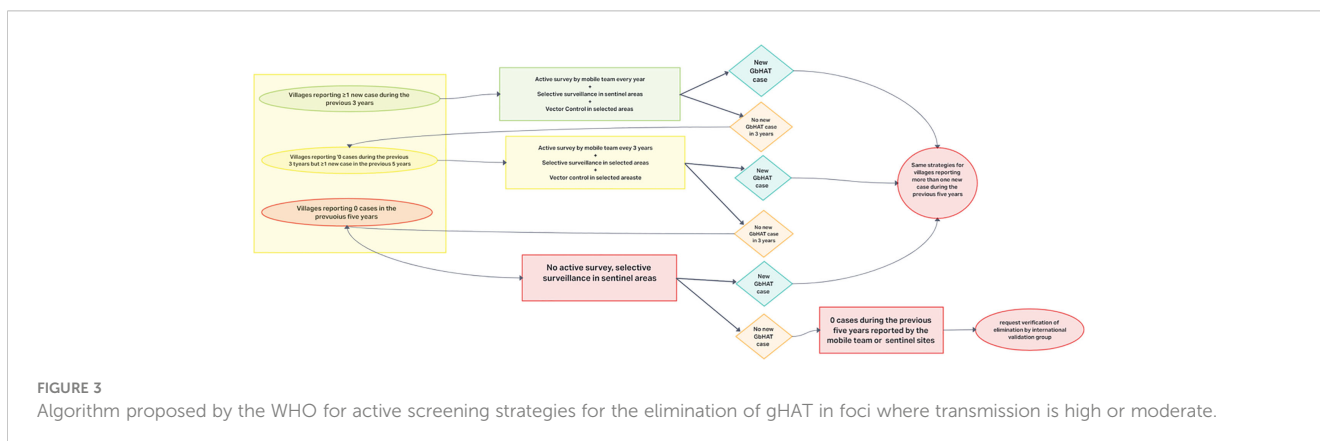 Villages reporting ≥1 new case during the
previous 3 years
Active survey by mobile team every year
+
Selective surveillance in sentinel areas
+
Vector Control in selected areas
New
GbHAT
case
No new
GbHAT case
in 3 years
Villages reporting '0 cases during the previous
3 tyears but ≥1 new case in the previous 5 years
Active survey by mobile team evey 3 years
+
Selective surveillance in selected areas
+
Vector control in selected areaste
New
GbHAT
case
Same strategies for
villages reporting
more than one new
case during the
previous five years
Villages reporting 0 cases in the
prevuoius five years
No new
GbHAT case
in 3 years
No active survey, selective
surveillance in sentinel areas
New
GbHAT
case
No new
GbHAT
case
0 cases during the previous
five years reported by the
mobile team or sentinel sites
request verification of
elimination by international
validation group
FIGURE 3
Algorithm proposed by the WHO for active screening strategies for the elimination of gHAT in foci where transmission is high or moderate.